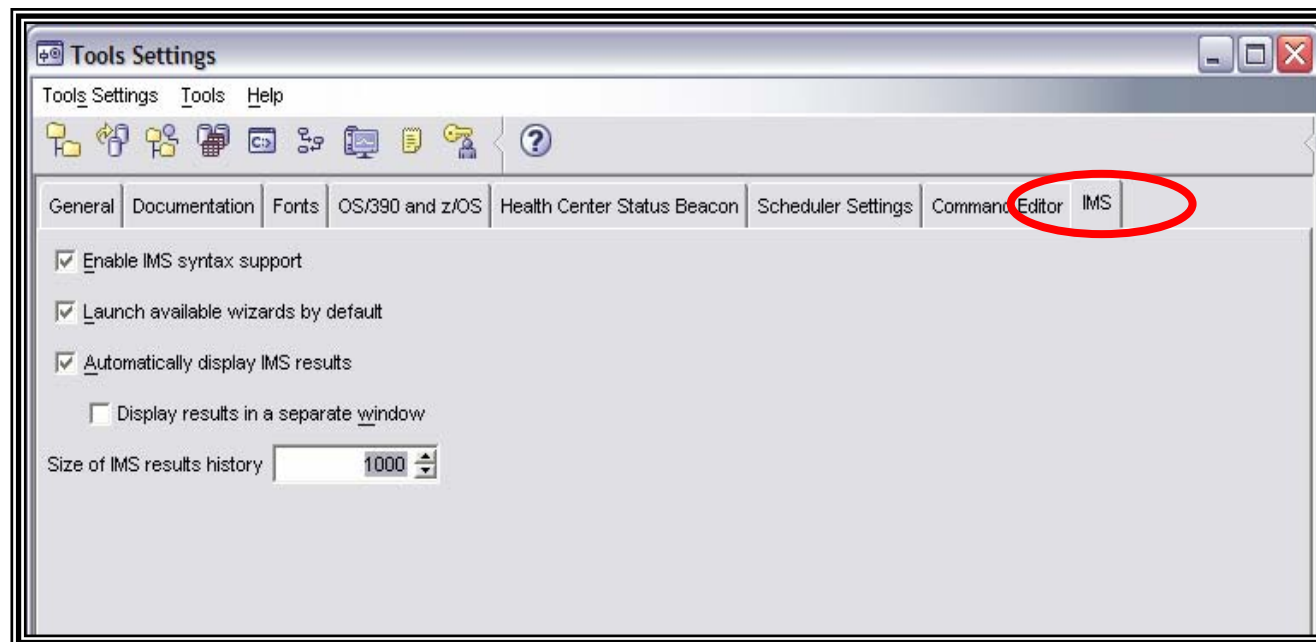 Tools Settings
Tools Settings Tools Help
C:>
General Documentation Fonts OS/390 and z/OS Health Center Status Beacon Scheduler Settings Command Editor IMS
Enable IMS syntax support
Launch available wizards by default
Automatically display IMS results
Display results in a separate window
Size of IMS results history 1000